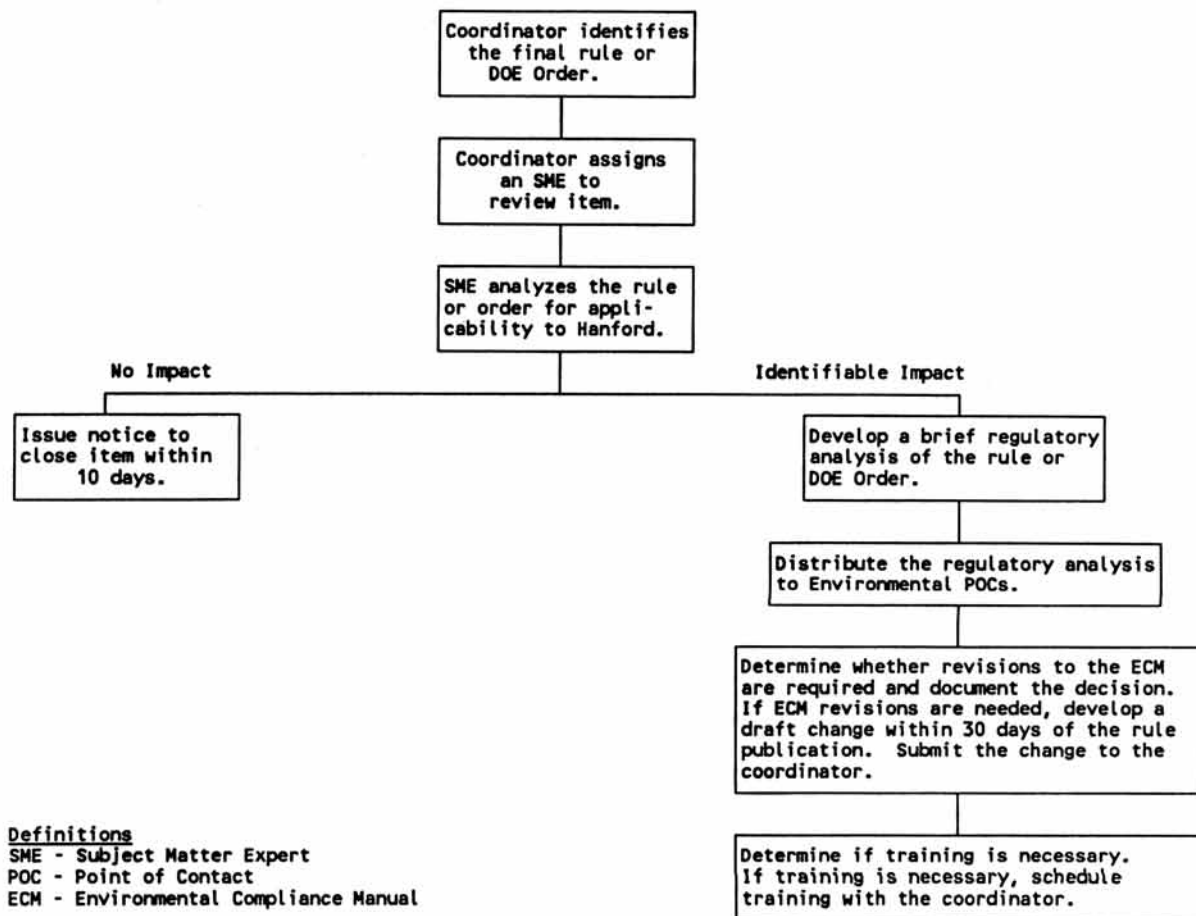 Coordinator identifies
the final rule or
DOE Order.
Coordinator assigns
an SME to
review item.
SME analyzes the rule
or order for appli-
cability to Hanford.
No Impact
Identifiable Impact
Issue notice to
close item within
10 days.
Develop a brief regulatory
analysis of the rule or
DOE Order.
Distribute the regulatory analysis
to Environmental POCs.
Determine whether revisions to the ECM
are required and document the decision.
If ECM revisions are needed, develop a
draft change within 30 days of the rule
publication. Submit the change to the
coordinator.
Determine if training is necessary.
If training is necessary, schedule
training with the coordinator.
Definitions
SME - Subject Matter Expert
POC - Point of Contact
ECM - Environmental Compliance Manual